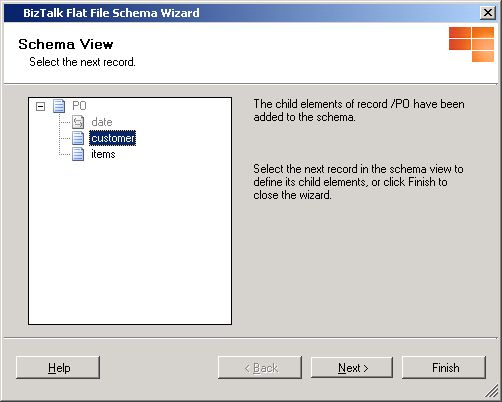 BizTalk Flat File Schema Wizard
Schema View
Select the next record.
PO
date
customer
items
The child elements of record /PO have been
added to the schema.
Select the next record in the schema view to
define its child elements, or click Finish to
close the wizard.
Help
< Back
Next >
Finish